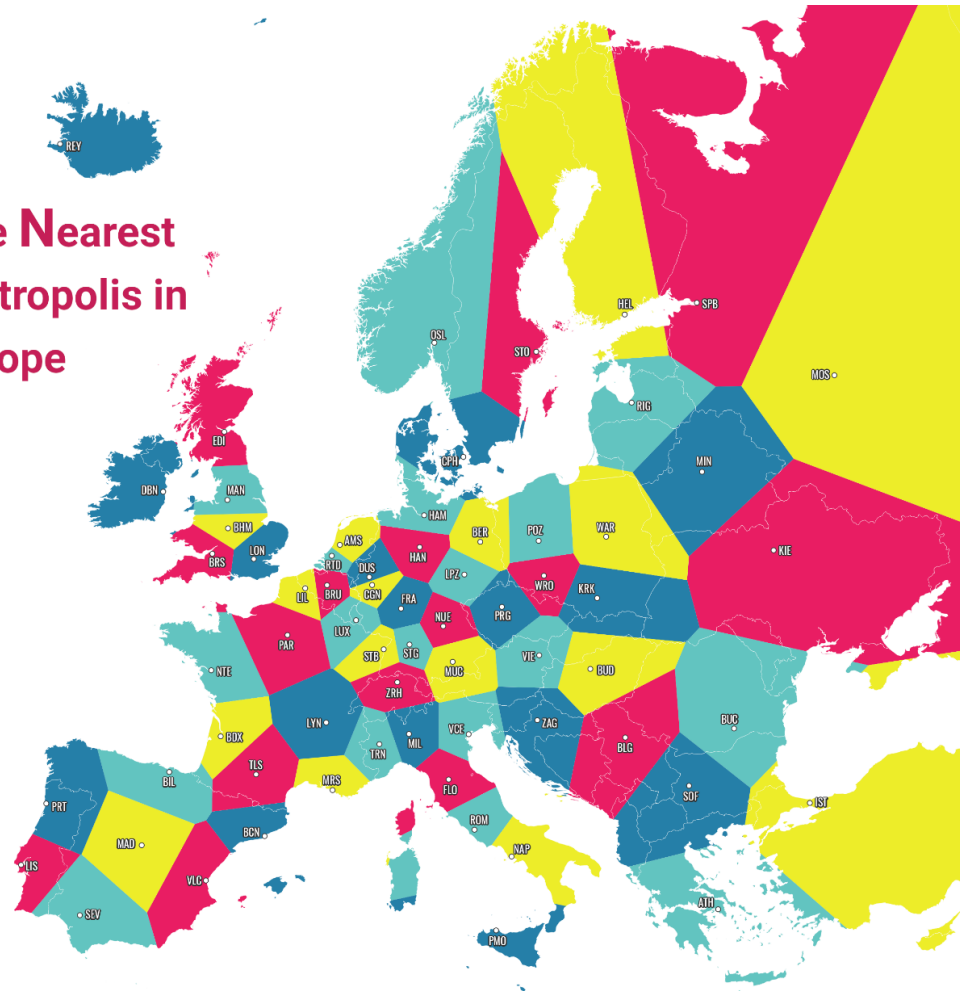 REY
e Nearest
tropolis in
ope
OSL
HEL
SPB
STO
MOS
RIG
EDI
CPH
MIN
DBN
MAN
HAM
BHM
BER
POZ
WAR
LON
AMS
HAN
KIE
BRS
RTD
DUS
LPZ
WRO
KRK
LIL
BRU
CGN
FRA
PRG
NUE
LUX
PAR
STB
STG
VIE
NTE
MUC
BUD
ZRH
LYN
ZAG
BUC
BDX
TRN
MIL
VCE
BLG
TLS
BIL
MRS
FLO
SOF
PRT
IST
BCN
ROM
MAD
NAP
LIS
VLC
ATH
SEV
PMO